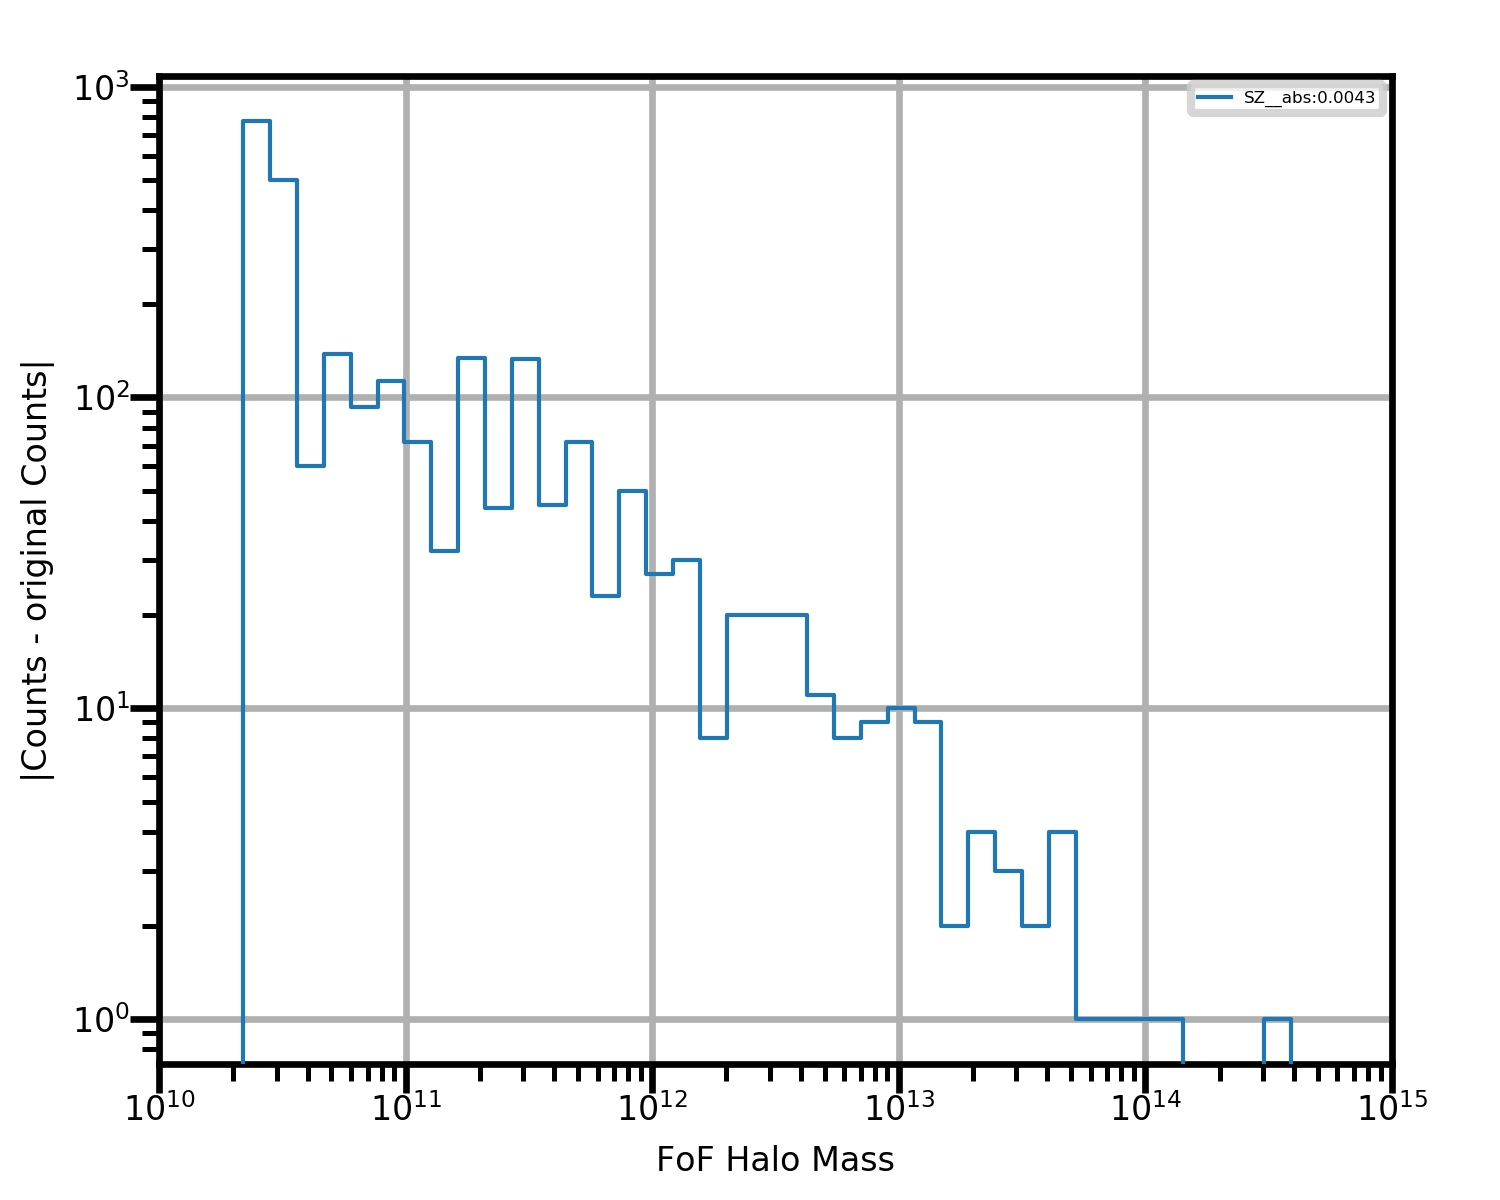 10³
SZ__abs:0.0043
10²
10¹
10⁰
|Counts - original Counts|
10¹⁰ 10¹¹ 10¹² 10¹³ 10¹⁴ 10¹⁵
FoF Halo Mass